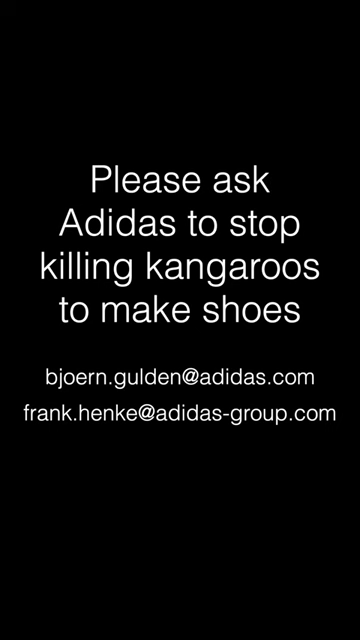 Please ask
Adidas to stop
killing kangaroos
to make shoes
bjoern.gulden@adidas.com
frank.henke@adidas-group.com